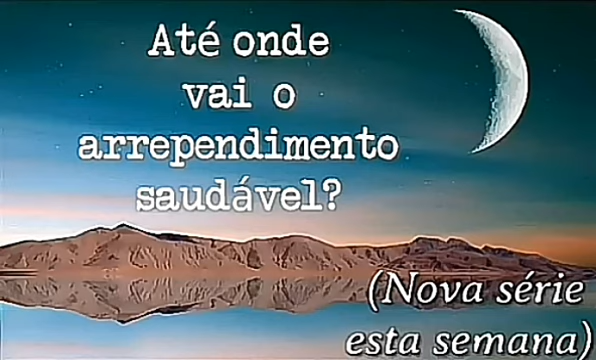 Até onde
vai o
arrependimento
saudável?
(Nova série
esta semana)